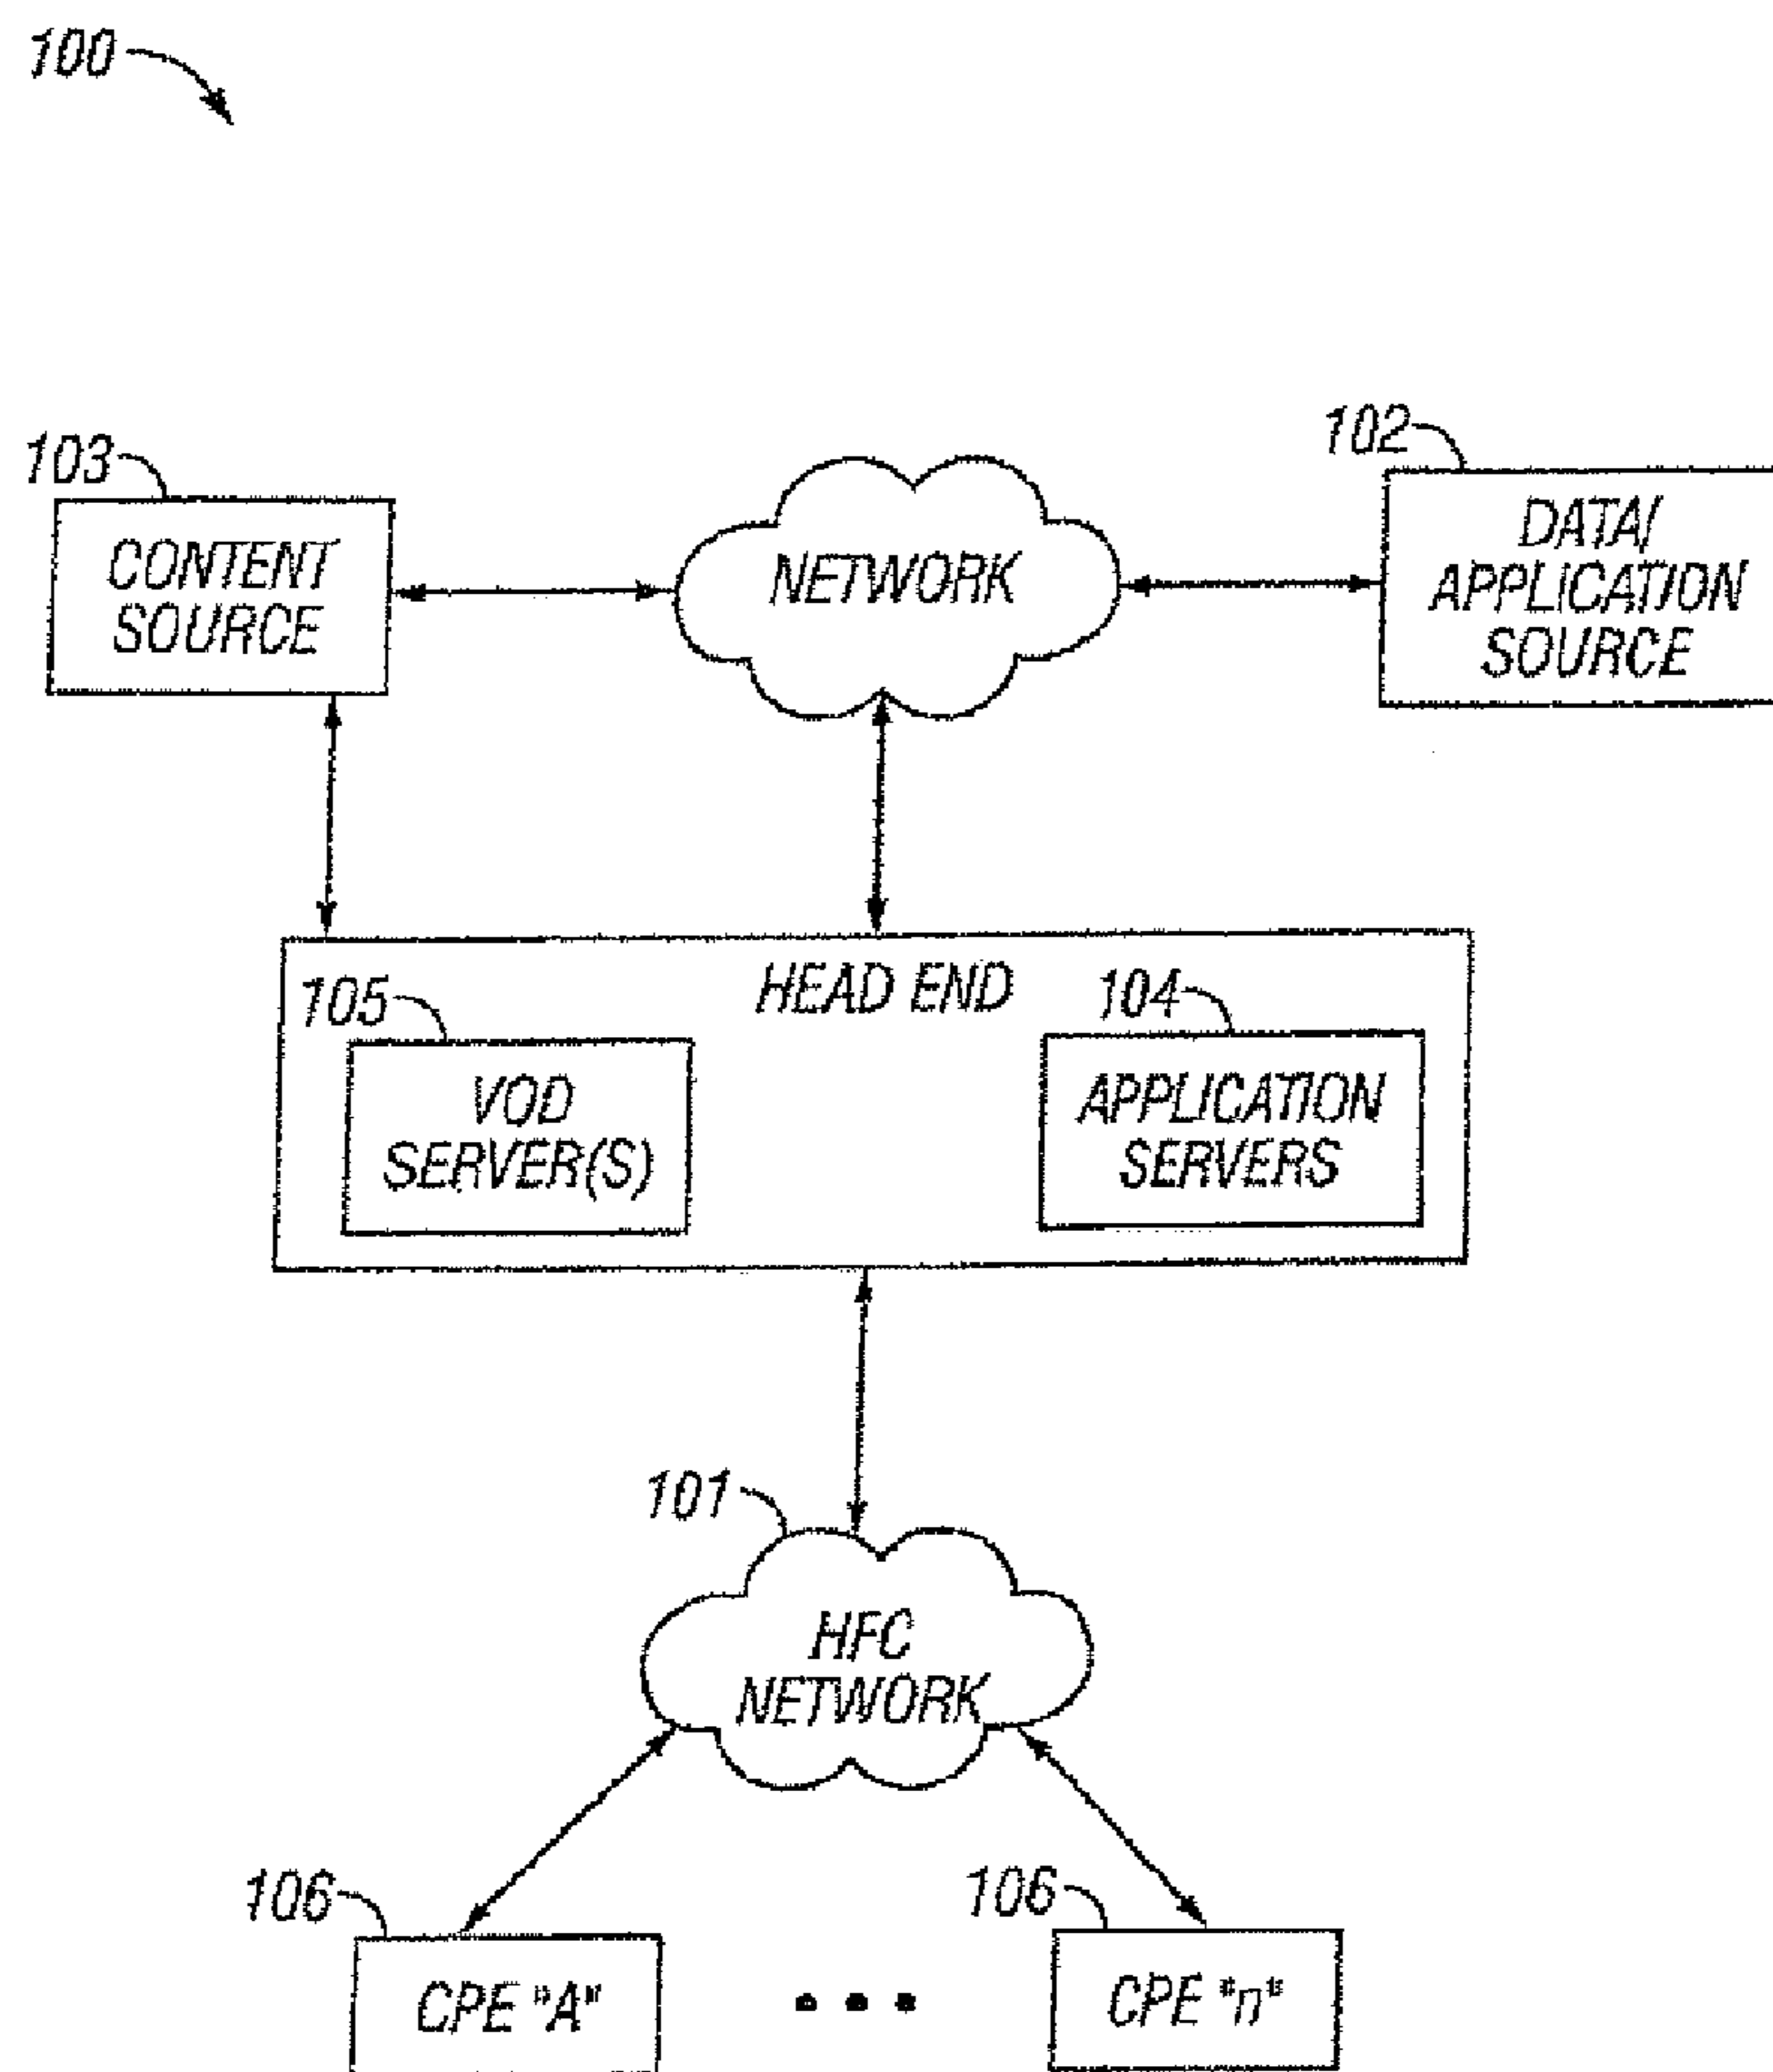 100
103
CONTENT
SOURCE
NETWORK
102
DATA/
APPLICATION
SOURCE
HEAD END
105
VOD
SERVER(S)
104
APPLICATION
SERVERS
101
HFC
NETWORK
106
CPE "A"
106
CPE "n"